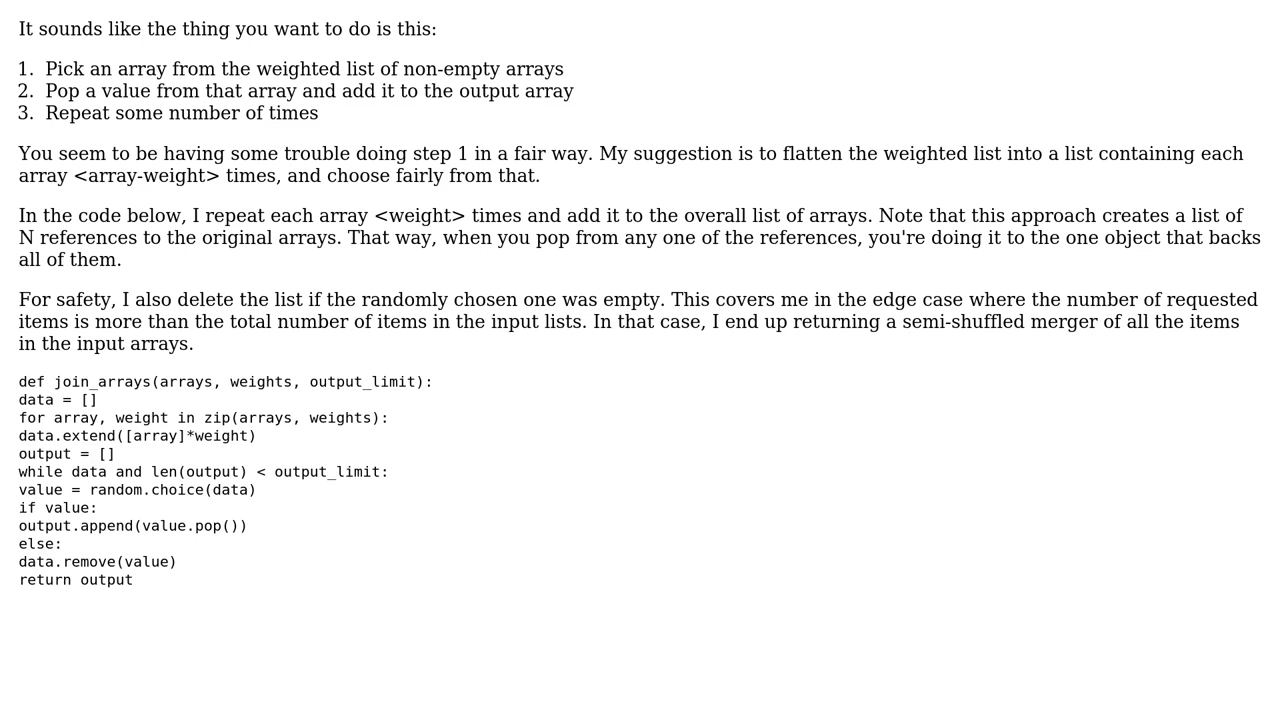 It sounds like the thing you want to do is this:
1. Pick an array from the weighted list of non-empty arrays
2. Pop a value from that array and add it to the output array
3. Repeat some number of times
You seem to be having some trouble doing step 1 in a fair way. My suggestion is to flatten the weighted list into a list containing each
array <array-weight> times, and choose fairly from that.
In the code below, I repeat each array <weight> times and add it to the overall list of arrays. Note that this approach creates a list of
N references to the original arrays. That way, when you pop from any one of the references, you're doing it to the one object that backs
all of them.
For safety, I also delete the list if the randomly chosen one was empty. This covers me in the edge case where the number of requested
items is more than the total number of items in the input lists. In that case, I end up returning a semi-shuffled merger of all the items
in the input arrays.
def join_arrays(arrays, weights, output_limit):
data = []
for array, weight in zip(arrays, weights):
data.extend([array]*weight)
output = []
while data and len(output) < output_limit:
value = random.choice(data)
if value:
output.append(value.pop())
else:
data.remove(value)
return output